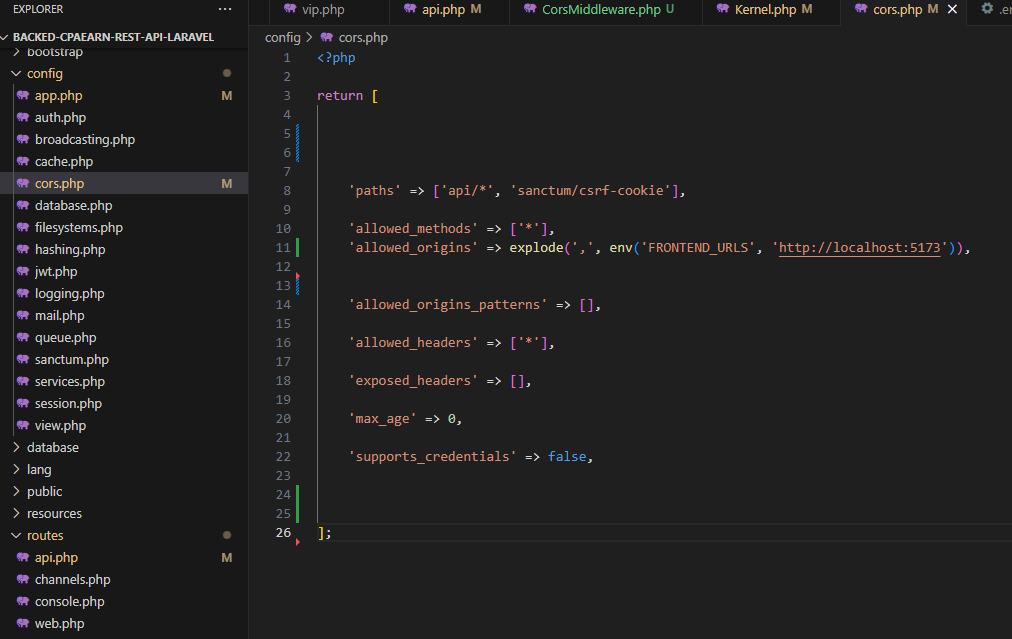 EXPLORER
...
BACKED-CPAEARN-REST-API-LARAVEL
bootstrap
config
app.php M
auth.php
broadcasting.php
cache.php
cors.php M
database.php
filesystems.php
hashing.php
jwt.php
logging.php
mail.php
queue.php
sanctum.php
services.php
session.php
view.php
database
lang
public
resources
routes
api.php M
channels.php
console.php
web.php
vip.php
api.php M
CorsMiddleware.php U
Kernel.php M
cors.php M
config > cors.php
1 <?php
2
3 return [
4
5
6
7
8 'paths' => ['api/*', 'sanctum/csrf-cookie'],
9
10 'allowed_methods' => ['*'],
11 'allowed_origins' => explode(',', env('FRONTEND_URLS', 'http://localhost:5173')),
12
13
14 'allowed_origins_patterns' => [],
15
16 'allowed_headers' => ['*'],
17
18 'exposed_headers' => [],
19
20 'max_age' => 0,
21
22 'supports_credentials' => false,
23
24
25
26 ];